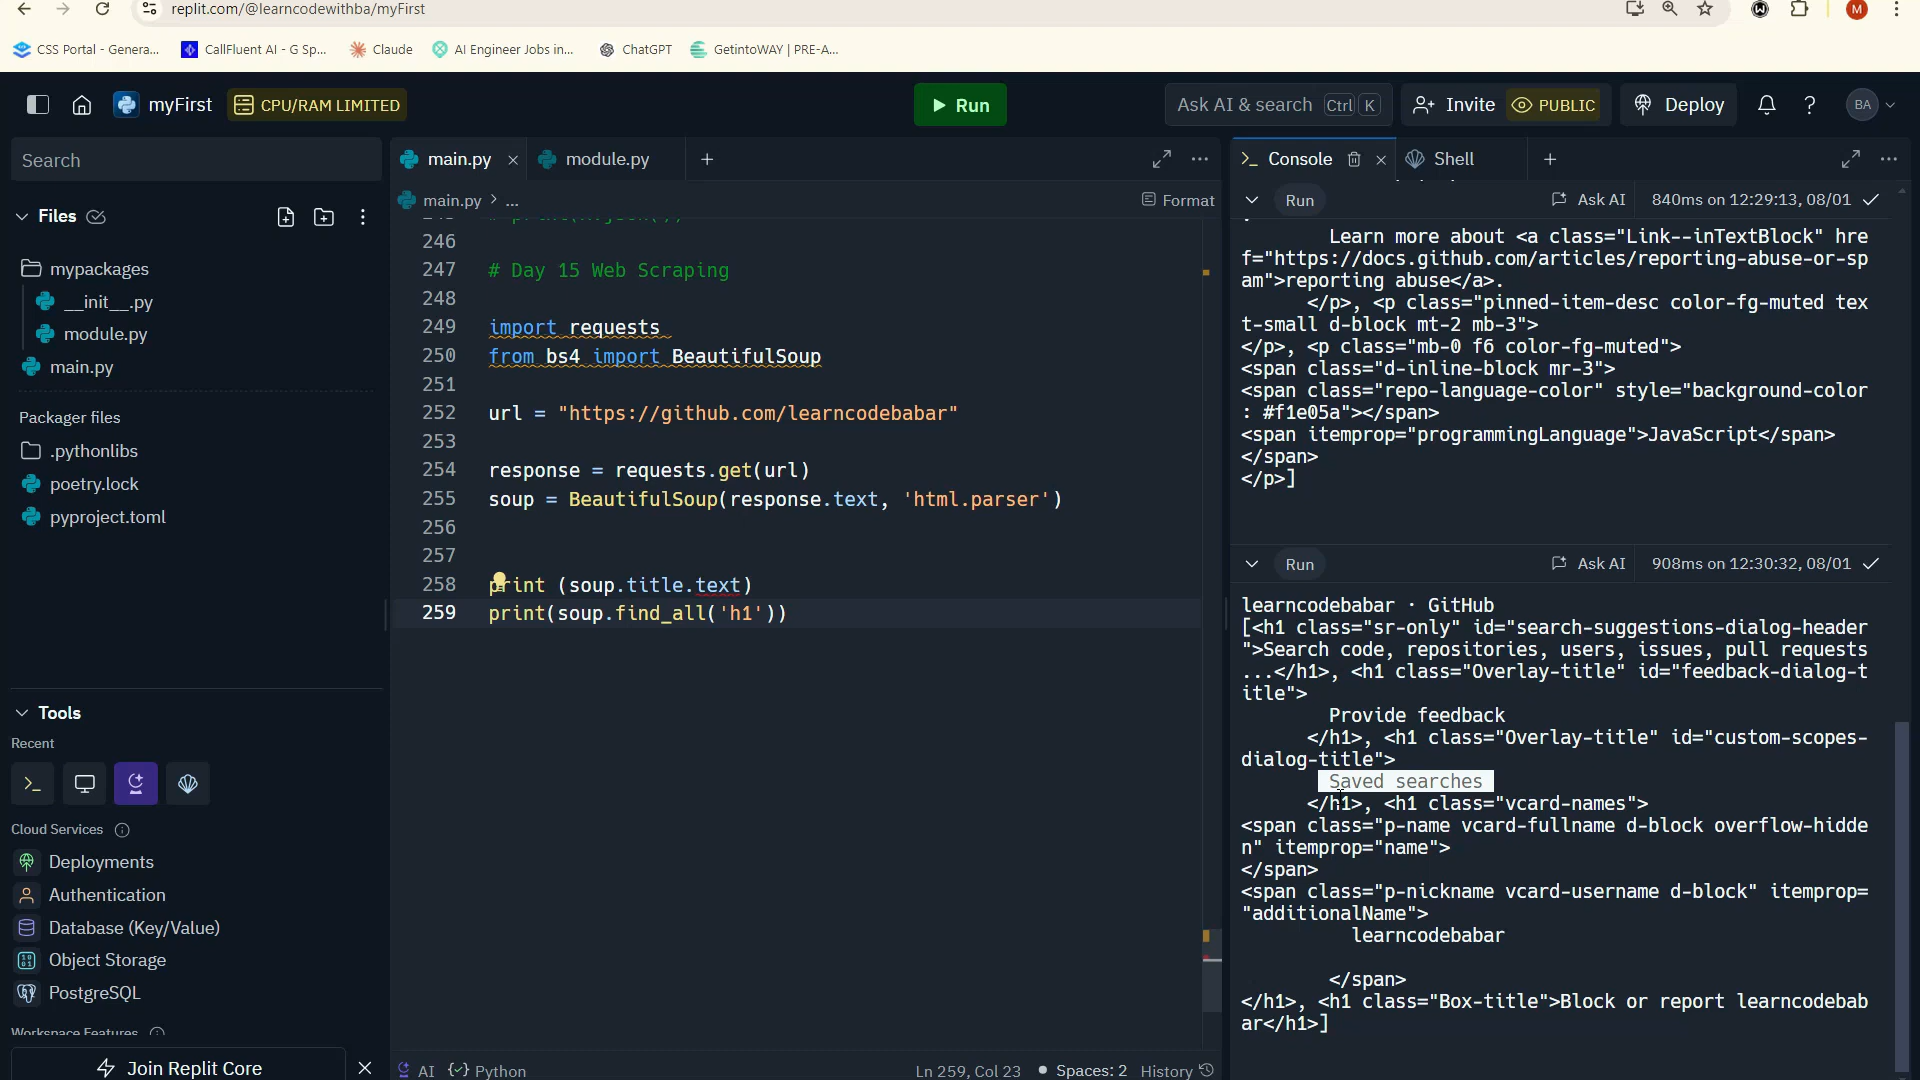 replit.com/@learncodewithba/myFirst
M
CSS Portal - Genera...
CallFluent AI - G Sp...
Claude
AI Engineer Jobs in...
ChatGPT
GetintoWAY | PRE-A...
myFirst
CPU/RAM LIMITED
Run
Ask AI & search Ctrl K
Invite
PUBLIC
Deploy
BA
Search
main.py
module.py
Console
Shell
Files
main.py > ...
Format
Run
Ask AI
840ms on 12:29:13, 08/01
mypackages
__init__.py
module.py
main.py
Packager files
.pythonlibs
poetry.lock
pyproject.toml
246
247 # Day 15 Web Scraping
248
249 import requests
250 from bs4 import BeautifulSoup
251
252 url = "https://github.com/learncodebabar"
253
254 response = requests.get(url)
255 soup = BeautifulSoup(response.text, 'html.parser')
256
257
258 print (soup.title.text)
259 print(soup.find_all('h1'))
Learn more about <a class="Link--inTextBlock" hre
f="https://docs.github.com/articles/reporting-abuse-or-sp
am">reporting abuse</a>.
</p>, <p class="pinned-item-desc color-fg-muted tex
t-small d-block mt-2 mb-3">
</p>, <p class="mb-0 f6 color-fg-muted">
<span class="d-inline-block mr-3">
<span class="repo-language-color" style="background-color
: #f1e05a"></span>
<span itemprop="programmingLanguage">JavaScript</span>
</span>
</p>]
Run
Ask AI
908ms on 12:30:32, 08/01
learncodebabar · GitHub
[<h1 class="sr-only" id="search-suggestions-dialog-header
">Search code, repositories, users, issues, pull requests
...</h1>, <h1 class="Overlay-title" id="feedback-dialog-t
itle">
Provide feedback
</h1>, <h1 class="Overlay-title" id="custom-scopes-
dialog-title">
Saved searches
</h1>, <h1 class="vcard-names">
<span class="p-name vcard-fullname d-block overflow-hidde
n" itemprop="name">
</span>
<span class="p-nickname vcard-username d-block" itemprop=
"additionalName">
learncodebabar
</span>
</h1>, <h1 class="Box-title">Block or report learncodebab
ar</h1>]
Tools
Recent
Cloud Services
Deployments
Authentication
Database (Key/Value)
Object Storage
PostgreSQL
Workspace Features
Join Replit Core
AI
Python
Ln 259, Col 23
Spaces: 2
History